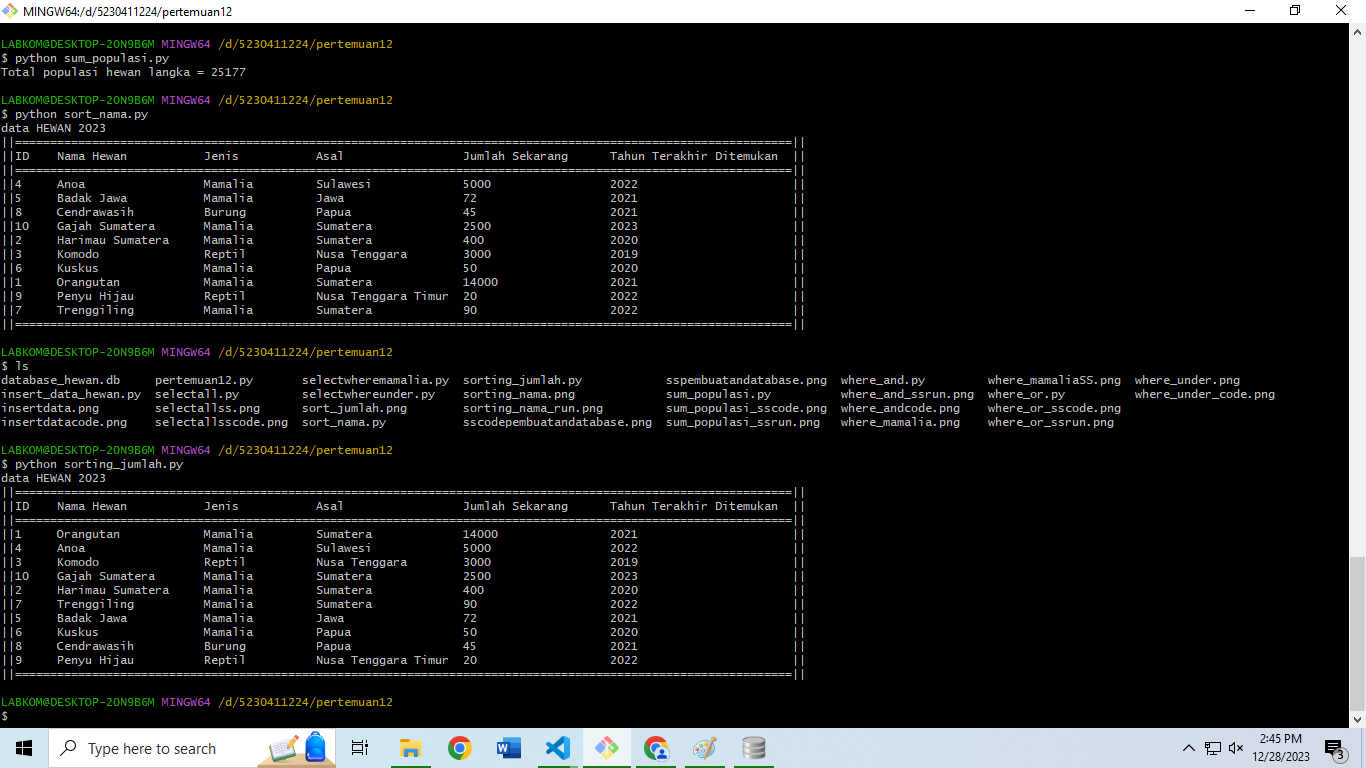 MINGW64:/d/5230411224/pertemuan12
LABKOM@DESKTOP-2ON9B6M MINGW64 /d/5230411224/pertemuan12
$ python sum_populasi.py
Total populasi hewan langka = 25177
LABKOM@DESKTOP-2ON9B6M MINGW64 /d/5230411224/pertemuan12
$ python sort_nama.py
data HEWAN 2023
||===============================================================================================================||
||ID    Nama Hewan           Jenis           Asal                 Jumlah Sekarang      Tahun Terakhir Ditemukan  ||
||===============================================================================================================||
||4     Anoa                 Mamalia         Sulawesi             5000                 2022                      ||
||5     Badak Jawa           Mamalia         Jawa                 72                   2021                      ||
||8     Cendrawasih          Burung          Papua                45                   2021                      ||
||10    Gajah Sumatera       Mamalia         Sumatera             2500                 2023                      ||
||2     Harimau Sumatera     Mamalia         Sumatera             400                  2020                      ||
||3     Komodo               Reptil          Nusa Tenggara        3000                 2019                      ||
||6     Kuskus               Mamalia         Papua                50                   2020                      ||
||1     Orangutan            Mamalia         Sumatera             14000                2021                      ||
||9     Penyu Hijau          Reptil          Nusa Tenggara Timur  20                   2022                      ||
||7     Trenggiling          Mamalia         Sumatera             90                   2022                      ||
||===============================================================================================================||
LABKOM@DESKTOP-2ON9B6M MINGW64 /d/5230411224/pertemuan12
$ ls
database_hewan.db     pertemuan12.py       selectwheremamalia.py  sorting_jumlah.py            sspembuatandatabase.png  where_and.py         where_mamaliaSS.png  where_under.png
insert_data_hewan.py  selectall.py         selectwhereunder.py    sorting_nama.png             sum_populasi.py          where_and_ssrun.png  where_or.py          where_under_code.png
insertdata.png        selectallss.png      sort_jumlah.png        sorting_nama_run.png         sum_populasi_sscode.png  where_andcode.png    where_or_sscode.png
insertdatacode.png    selectallsscode.png  sort_nama.py           sscodepembuatandatabase.png  sum_populasi_ssrun.png   where_mamalia.png    where_or_ssrun.png
LABKOM@DESKTOP-2ON9B6M MINGW64 /d/5230411224/pertemuan12
$ python sorting_jumlah.py
data HEWAN 2023
||===============================================================================================================||
||ID    Nama Hewan           Jenis           Asal                 Jumlah Sekarang      Tahun Terakhir Ditemukan  ||
||===============================================================================================================||
||1     Orangutan            Mamalia         Sumatera             14000                2021                      ||
||4     Anoa                 Mamalia         Sulawesi             5000                 2022                      ||
||3     Komodo               Reptil          Nusa Tenggara        3000                 2019                      ||
||10    Gajah Sumatera       Mamalia         Sumatera             2500                 2023                      ||
||2     Harimau Sumatera     Mamalia         Sumatera             400                  2020                      ||
||7     Trenggiling          Mamalia         Sumatera             90                   2022                      ||
||5     Badak Jawa           Mamalia         Jawa                 72                   2021                      ||
||6     Kuskus               Mamalia         Papua                50                   2020                      ||
||8     Cendrawasih          Burung          Papua                45                   2021                      ||
||9     Penyu Hijau          Reptil          Nusa Tenggara Timur  20                   2022                      ||
||===============================================================================================================||
LABKOM@DESKTOP-2ON9B6M MINGW64 /d/5230411224/pertemuan12
$
Type here to search
2:45 PM
12/28/2023
3